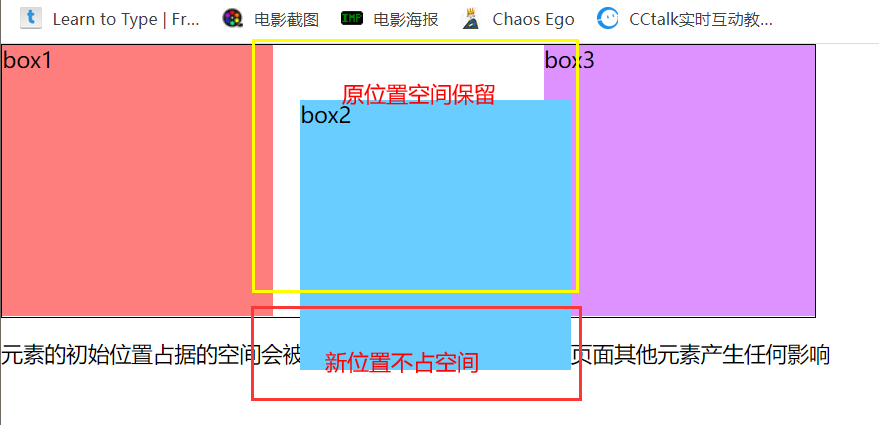 Learn to Type | Fr... 电影截图 电影海报 Chaos Ego CCtalk实时互动教...
box1
box3
原位置空间保留
box2
元素的初始位置占据的空间会被
页面其他元素产生任何影响
新位置不占空间